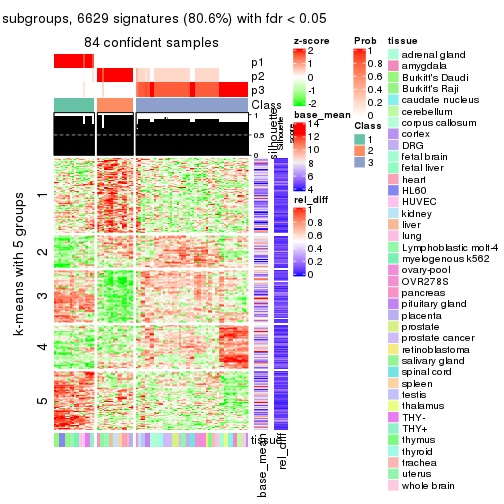 subgroups, 6629 signatures (80.6%) with fdr < 0.05
84 confident samples
p1
p2
p3
Class
silhouette
score
1
0.5
0
k-means with 5 groups
1
2
3
4
5
tissue
base_mean
rel_diff
z-score
2
1
0
-1
-2
base_mean
14
12
10
8
6
4
rel_diff
1
0.8
0.6
0.4
0.2
0
Prob
1
0.8
0.6
0.4
0.2
0
Class
1
2
3
tissue
adrenal gland
amygdala
Burkitt's Daudi
Burkitt's Raji
caudate nucleus
cerebellum
corpus callosum
cortex
DRG
fetal brain
fetal liver
heart
HL60
HUVEC
kidney
liver
lung
Lymphoblastic molt-4
myelogenous k562
ovary-pool
OVR278S
pancreas
pituitary gland
placenta
prostate
prostate cancer
retinoblastoma
salivary gland
spinal cord
spleen
testis
thalamus
THY-
THY+
thymus
thyroid
trachea
uterus
whole brain